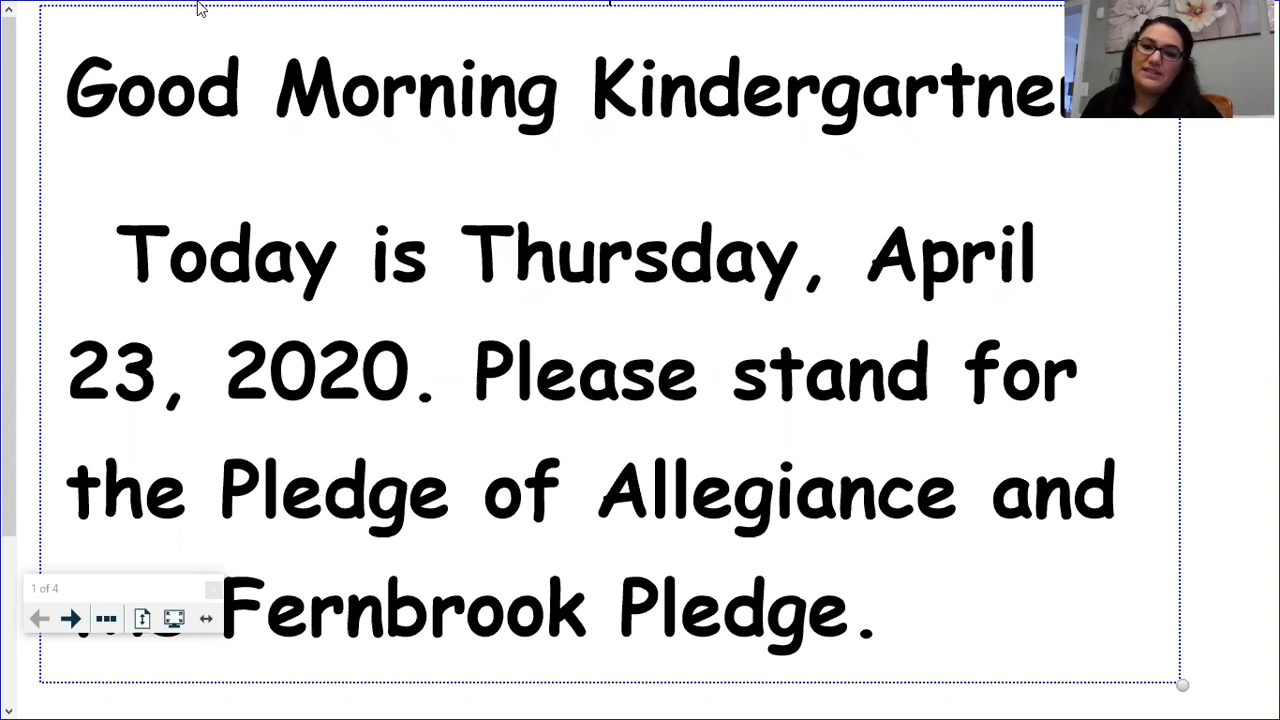 Good Morning Kindergartne
Today is Thursday, April
23, 2020. Please stand for
the Pledge of Allegiance and
Fernbrook Pledge.
1 of 4